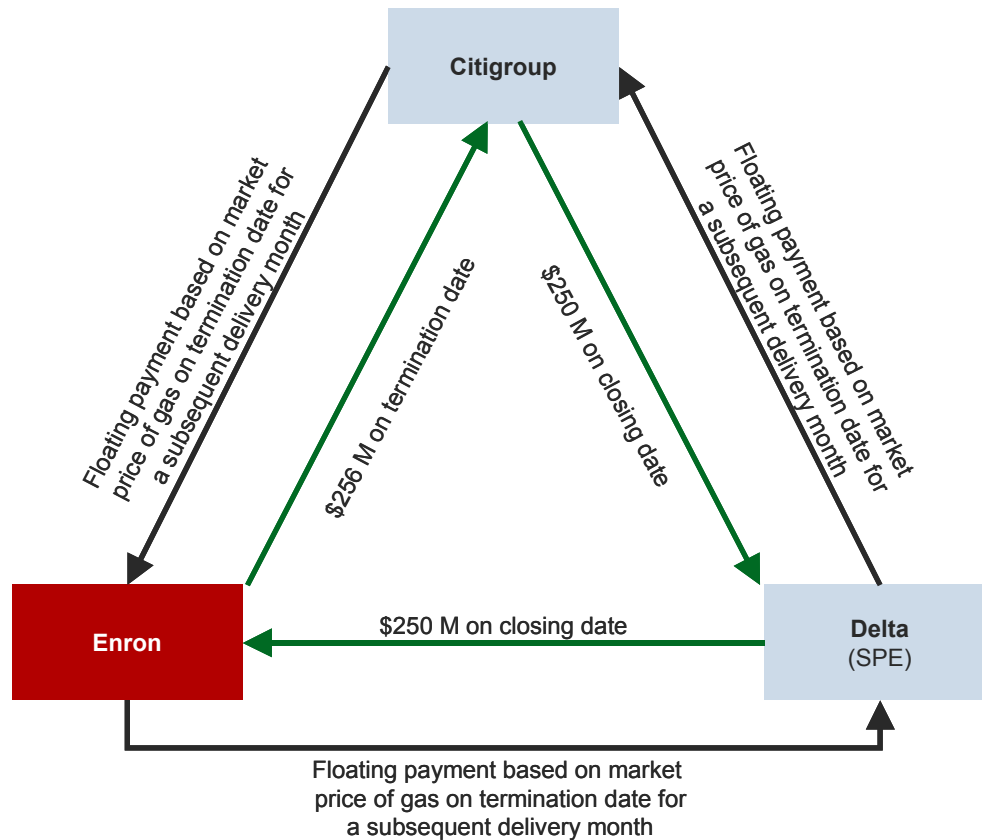 Citigroup
Floating payment based on market
price of gas on termination date for
a subsequent delivery month
$256 M on termination date
$250 M on closing date
Floating payment based on market
price of gas on termination date for
a subsequent delivery month
Enron
$250 M on closing date
Delta
(SPE)
Floating payment based on market
price of gas on termination date for
a subsequent delivery month